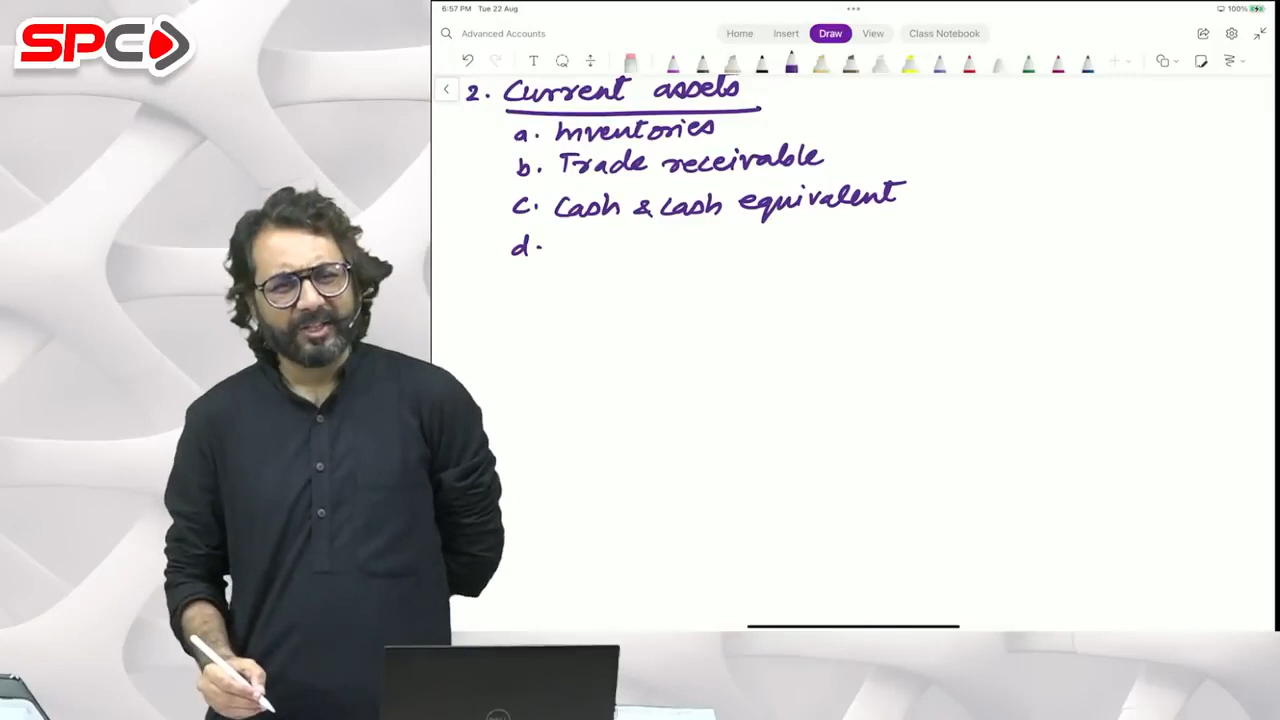 SPC
6:57 PM Tue 22 Aug
100%
Advanced Accounts
Home Insert Draw View Class Notebook
2. Current assets
a. Inventories
b. Trade receivable
c. Cash & Cash equivalent
d.
DELL